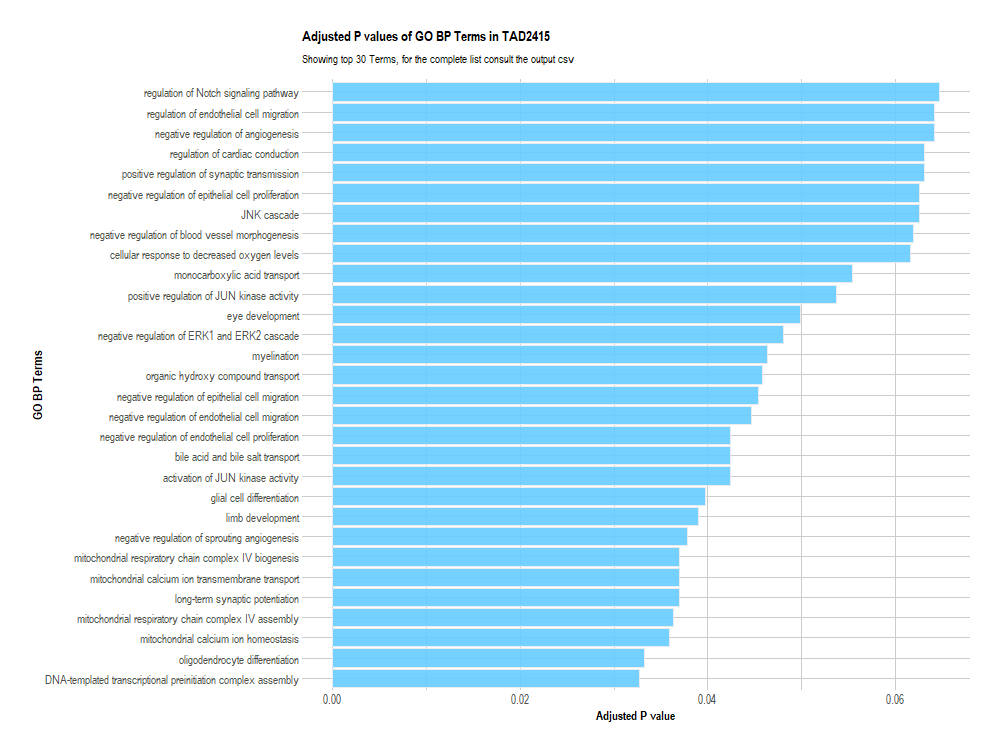 Adjusted P values of GO BP Terms in TAD2415
Showing top 30 Terms, for the complete list consult the output csv
regulation of Notch signaling pathway
regulation of endothelial cell migration
negative regulation of angiogenesis
regulation of cardiac conduction
positive regulation of synaptic transmission
negative regulation of epithelial cell proliferation
JNK cascade
negative regulation of blood vessel morphogenesis
cellular response to decreased oxygen levels
monocarboxylic acid transport
positive regulation of JUN kinase activity
eye development
negative regulation of ERK1 and ERK2 cascade
myelination
organic hydroxy compound transport
negative regulation of epithelial cell migration
negative regulation of endothelial cell migration
negative regulation of endothelial cell proliferation
bile acid and bile salt transport
activation of JUN kinase activity
glial cell differentiation
limb development
negative regulation of sprouting angiogenesis
mitochondrial respiratory chain complex IV biogenesis
mitochondrial calcium ion transmembrane transport
long-term synaptic potentiation
mitochondrial respiratory chain complex IV assembly
mitochondrial calcium ion homeostasis
oligodendrocyte differentiation
DNA-templated transcriptional preinitiation complex assembly
GO BP Terms
0.00 0.02 0.04 0.06
Adjusted P value